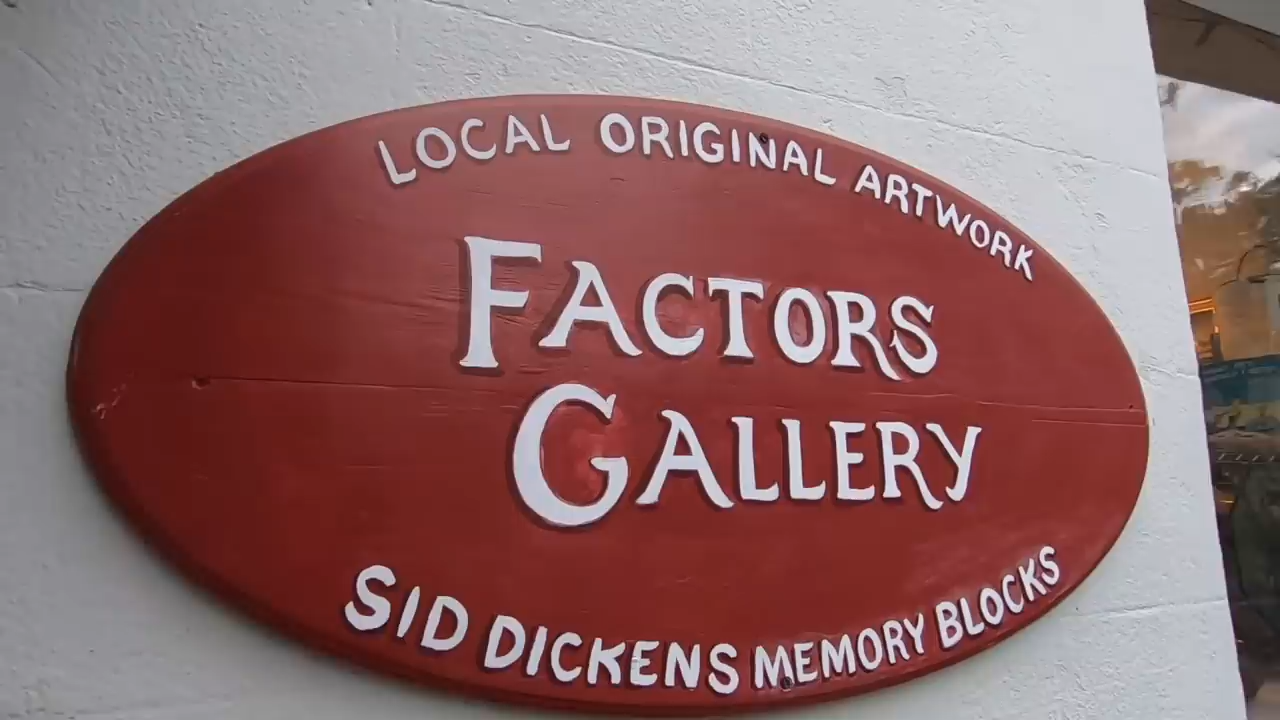 LOCAL ORIGINAL ARTWORK
FACTORS
GALLERY
SID DICKENS MEMORY BLOCKS